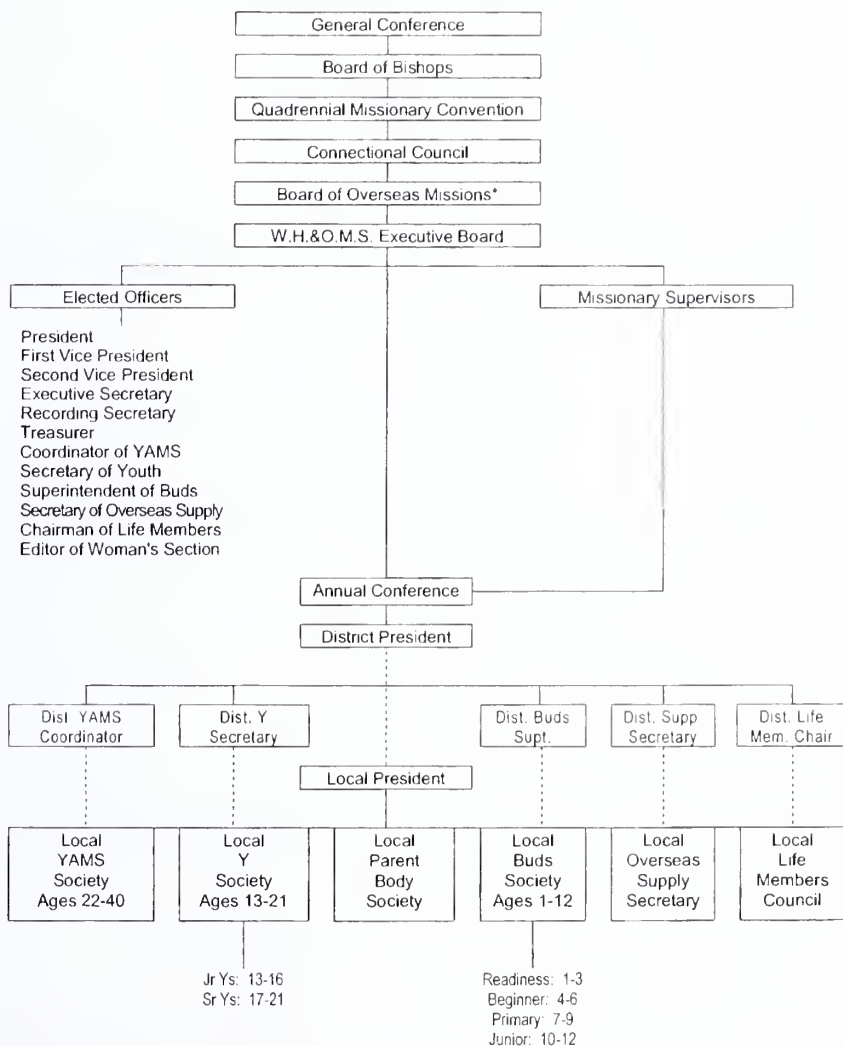 General Conference
Board of Bishops
Quadrennial Missionary Convention
Connectional Council
Board of Overseas Missions*
W.H.&O.M.S. Executive Board
Elected Officers
Missionary Supervisors
President
First Vice President
Second Vice President
Executive Secretary
Recording Secretary
Treasurer
Coordinator of YAMS
Secretary of Youth
Superintendent of Buds
Secretary of Overseas Supply
Chairman of Life Members
Editor of Woman's Section
Annual Conference
District President
Dist YAMS
Coordinator
Dist. Y
Secretary
Dist. Buds
Supt.
Dist. Supp
Secretary
Dist. Life
Mem. Chair
Local President
Local
YAMS
Society
Ages 22-40
Local
Y
Society
Ages 13-21
Local
Parent
Body
Society
Local
Buds
Society
Ages 1-12
Local
Overseas
Supply
Secretary
Local
Life
Members
Council
Jr Ys: 13-16
Sr Ys: 17-21
Readiness: 1-3
Beginner: 4-6
Primary: 7-9
Junior: 10-12